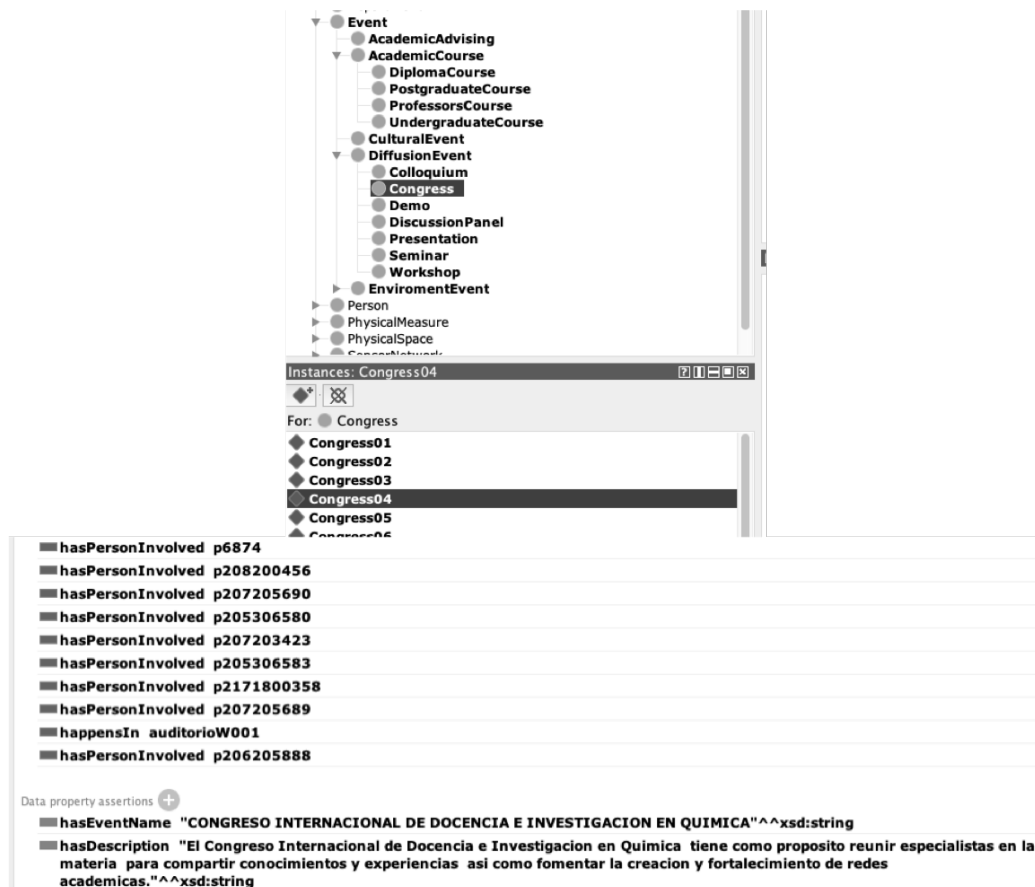 Event
AcademicAdvising
AcademicCourse
DiplomaCourse
PostgraduateCourse
ProfessorsCourse
UndergraduateCourse
CulturalEvent
DiffusionEvent
Colloquium
Congress
Demo
DiscussionPanel
Presentation
Seminar
Workshop
EnviromentEvent
Person
PhysicalMeasure
PhysicalSpace
SensorNetwork
Instances: Congress04
For: Congress
Congress01
Congress02
Congress03
Congress04
Congress05
Congress06
hasPersonInvolved p6874
hasPersonInvolved p208200456
hasPersonInvolved p207205690
hasPersonInvolved p205306580
hasPersonInvolved p207203423
hasPersonInvolved p205306583
hasPersonInvolved p2171800358
hasPersonInvolved p207205689
happensIn auditorioW001
hasPersonInvolved p206205888
Data property assertions
hasEventName "CONGRESO INTERNACIONAL DE DOCENCIA E INVESTIGACION EN QUIMICA"^^xsd:string
hasDescription "El Congreso Internacional de Docencia e Investigacion en Quimica tiene como proposito reunir especialistas en la
materia para compartir conocimientos y experiencias asi como fomentar la creacion y fortalecimiento de redes
academicas."^^xsd:string